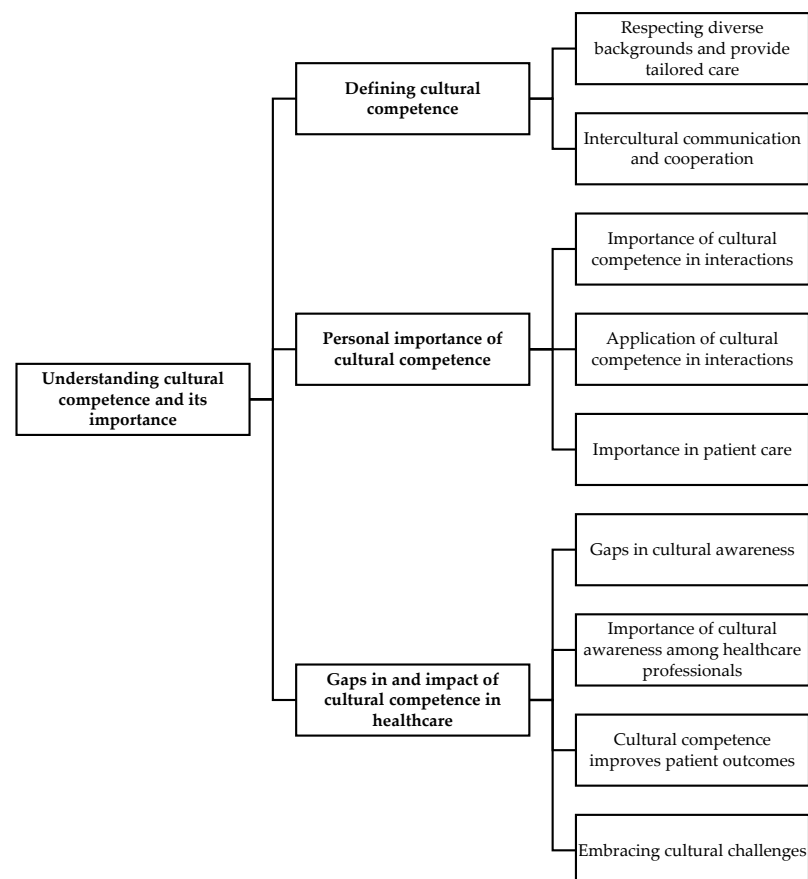 Respecting diverse
backgrounds and provide
tailored care
Defining cultural
competence
Intercultural communication
and cooperation
Importance of cultural
competence in interactions
Personal importance of
cultural competence
Application of cultural
competence in interactions
Understanding cultural
competence and its
importance
Importance in patient care
Gaps in cultural awareness
Importance of cultural
awareness among healthcare
professionals
Gaps in and impact of
cultural competence in
healthcare
Cultural competence
improves patient outcomes
Embracing cultural challenges